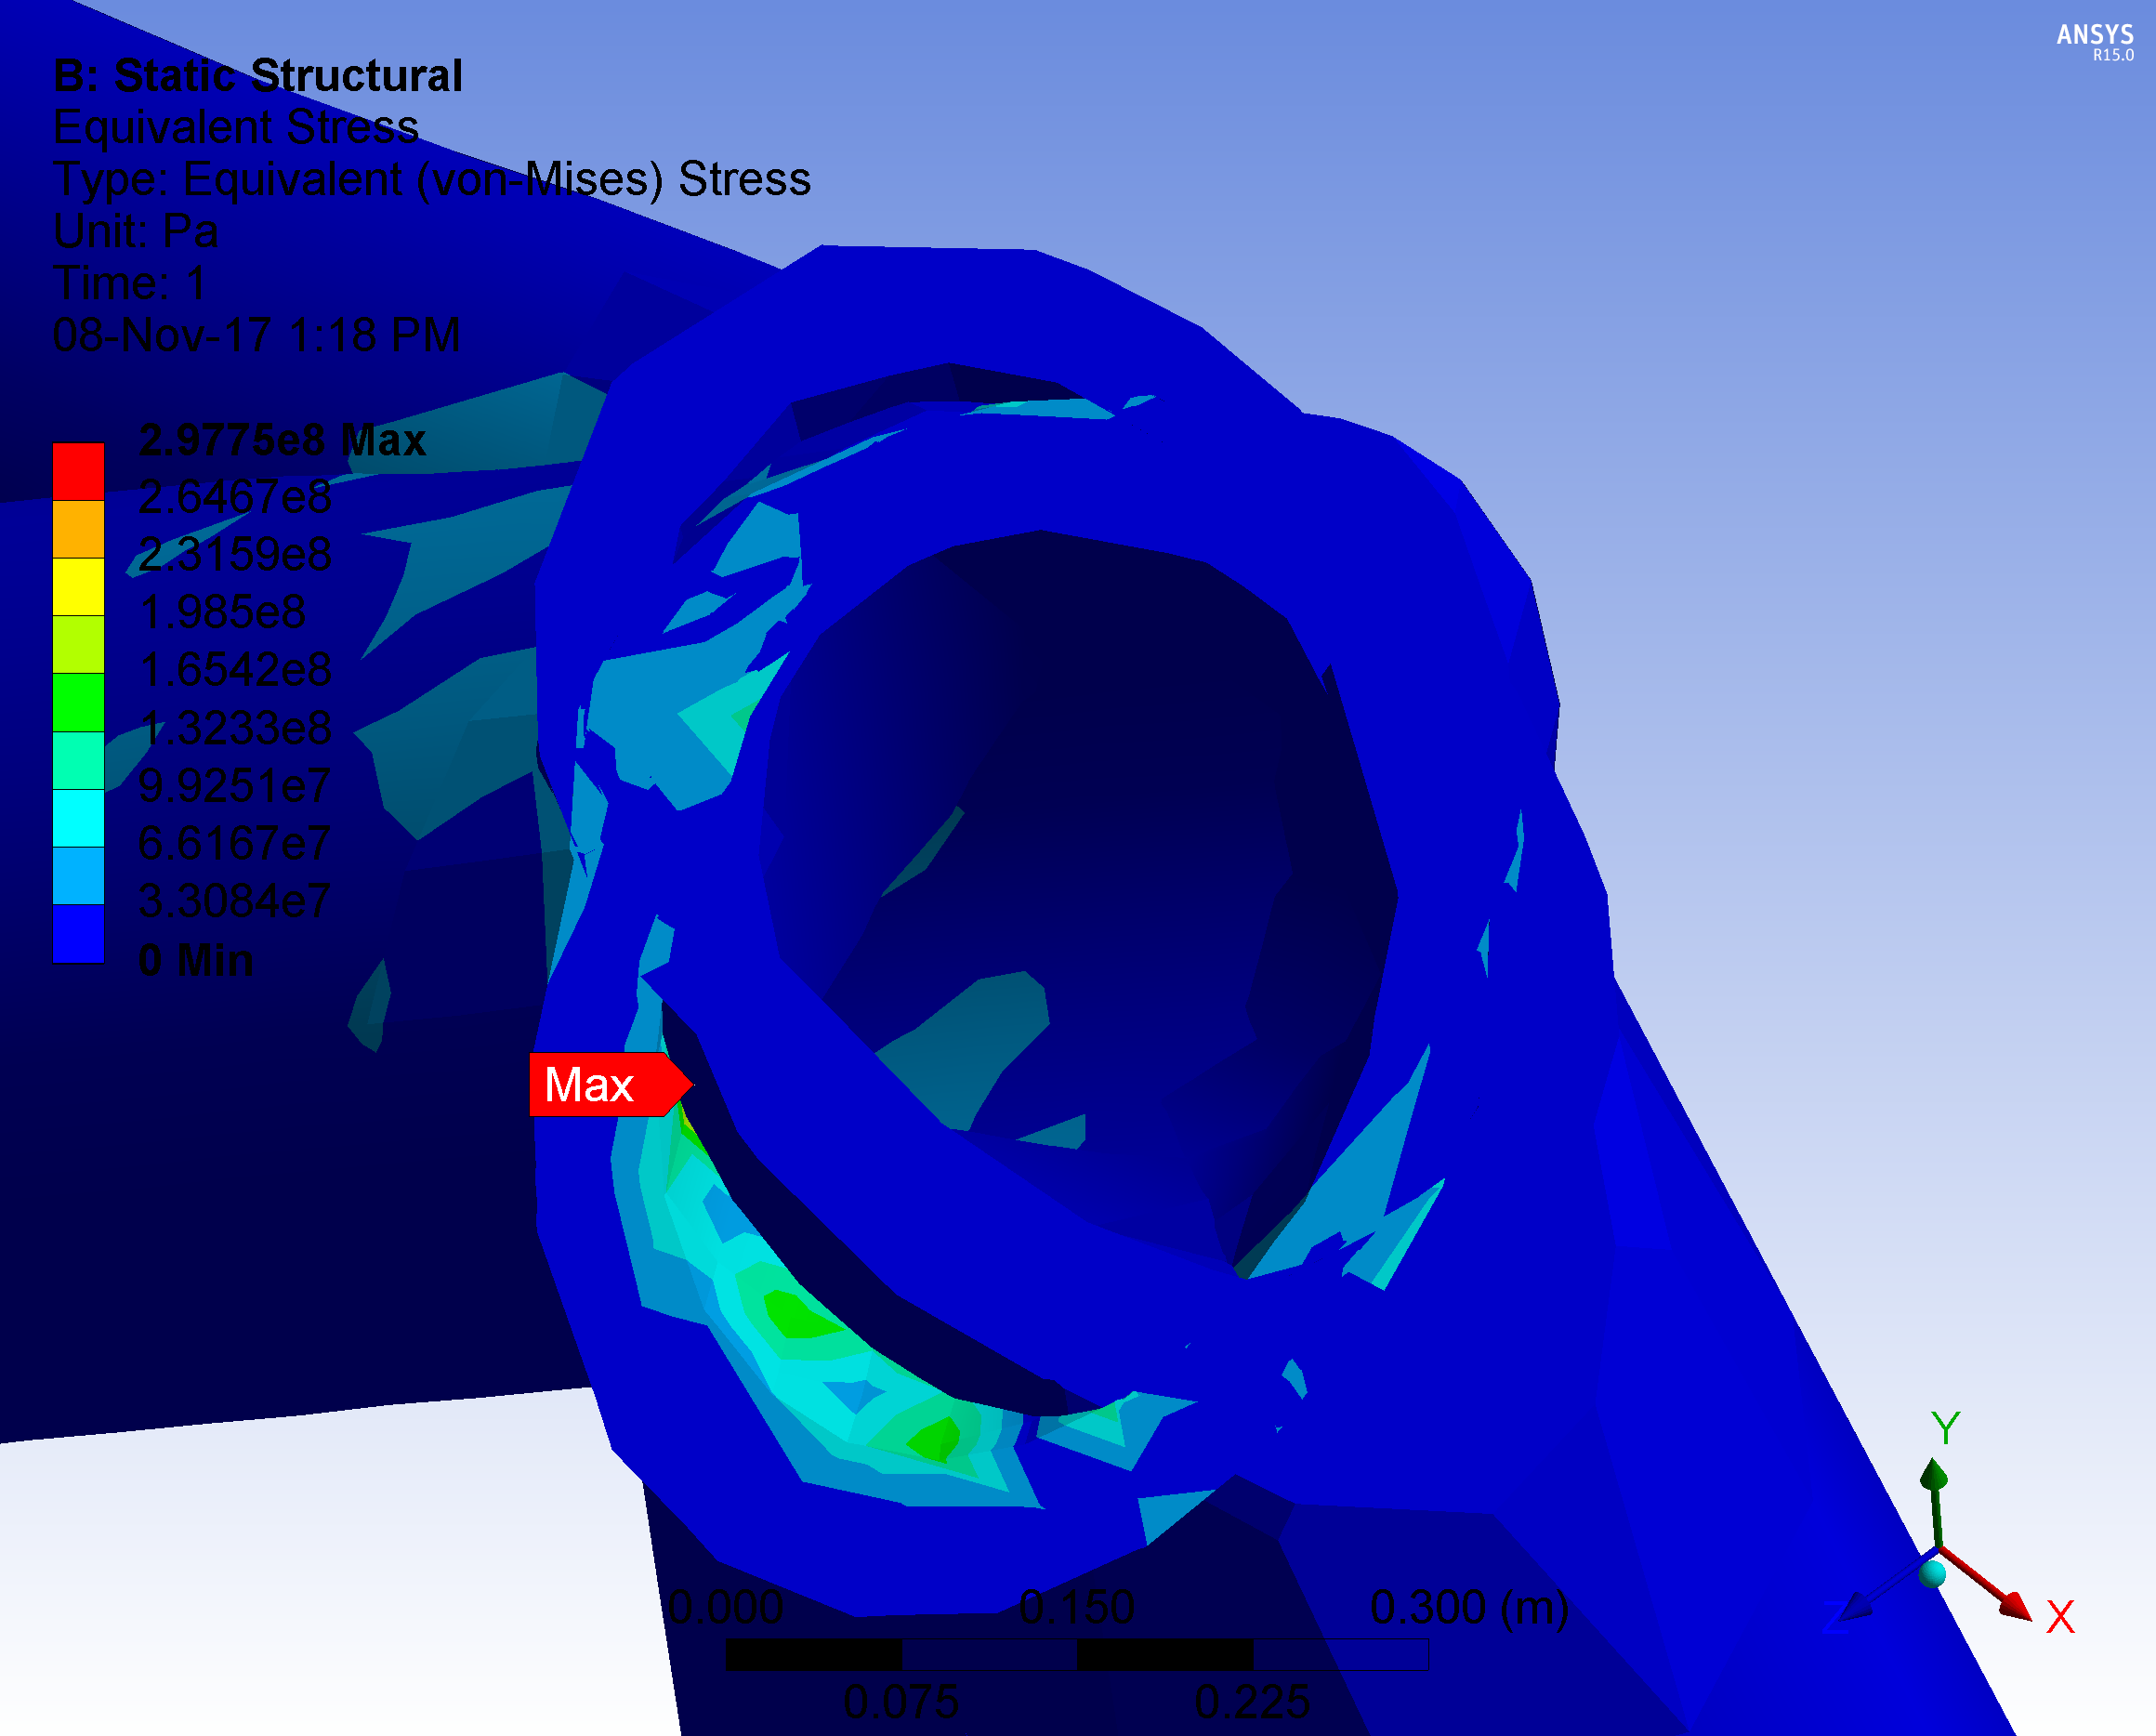 ANSYS
R15.0
B: Static Structural
Equivalent Stress
Type: Equivalent (von-Mises) Stress
Unit: Pa
Time: 1
08-Nov-17 1:18 PM
2.9775e8 Max
2.6467e8
2.3159e8
1.985e8
1.6542e8
1.3233e8
9.9251e7
6.6167e7
3.3084e7
0 Min
Max
Y
Z
X
0.000 0.150 0.300 (m)
0.075 0.225